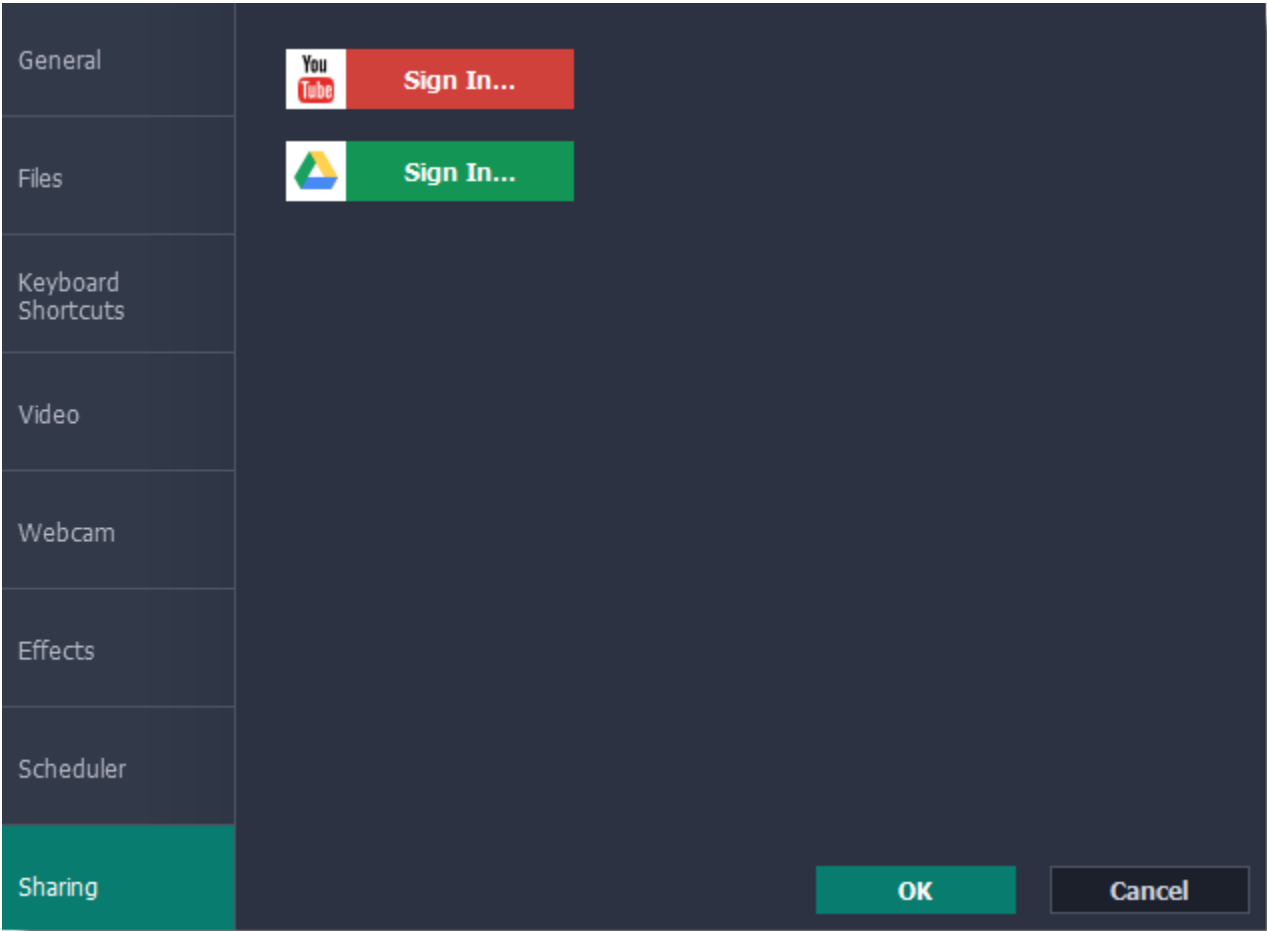 General
Files
Keyboard
Shortcuts
Video
Webcam
Effects
Scheduler
Sharing
You
Tube
Sign In...
Sign In...
OK
Cancel